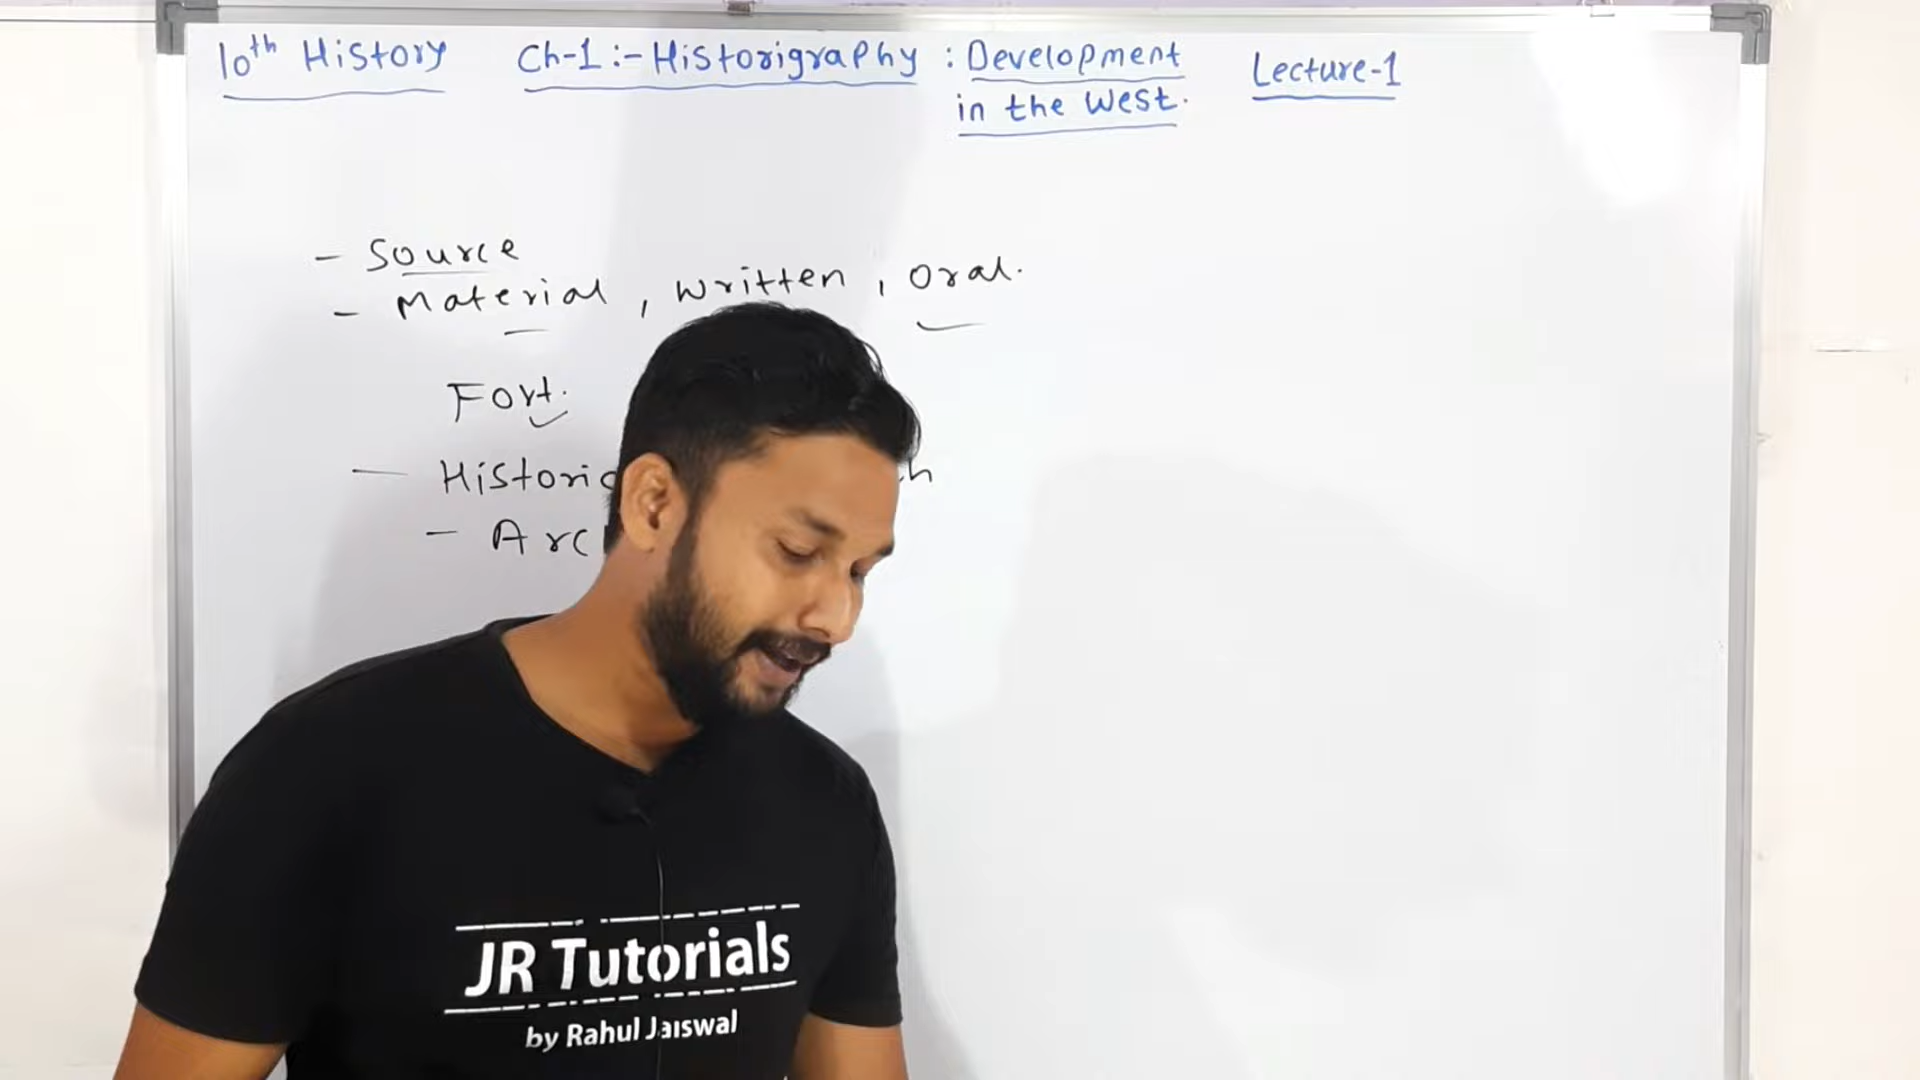 10th History Ch-1:- Historigraphy : Development Lecture-1
in the West.
- Source
- Material, written, oral.
Fort.
-
-
JR Tutorials
by Rahul Jaiswal